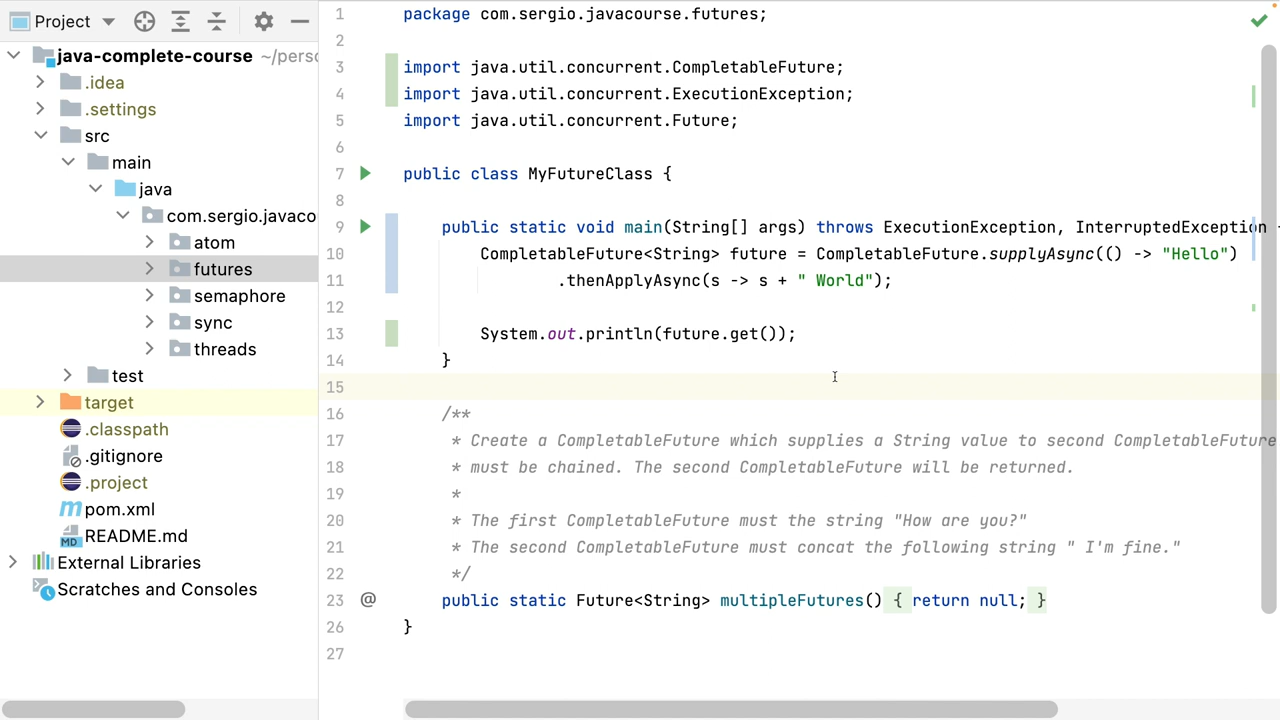 Project
java-complete-course ~/perso
.idea
.settings
src
main
java
com.sergio.javaco
atom
futures
semaphore
sync
threads
test
target
.classpath
.gitignore
.project
pom.xml
README.md
External Libraries
Scratches and Consoles
1 package com.sergio.javacourse.futures;
2
3 import java.util.concurrent.CompletableFuture;
4 import java.util.concurrent.ExecutionException;
5 import java.util.concurrent.Future;
6
7 public class MyFutureClass {
8
9 public static void main(String[] args) throws ExecutionException, InterruptedException {
10 CompletableFuture<String> future = CompletableFuture.supplyAsync(() -> "Hello")
11 .thenApplyAsync(s -> s + " World");
12
13 System.out.println(future.get());
14 }
15
16 /**
17 * Create a CompletableFuture which supplies a String value to second CompletableFuture
18 * must be chained. The second CompletableFuture will be returned.
19 *
20 * The first CompletableFuture must the string "How are you?"
21 * The second CompletableFuture must concat the following string " I'm fine."
22 */
23 @ public static Future<String> multipleFutures() { return null; }
26 }
27